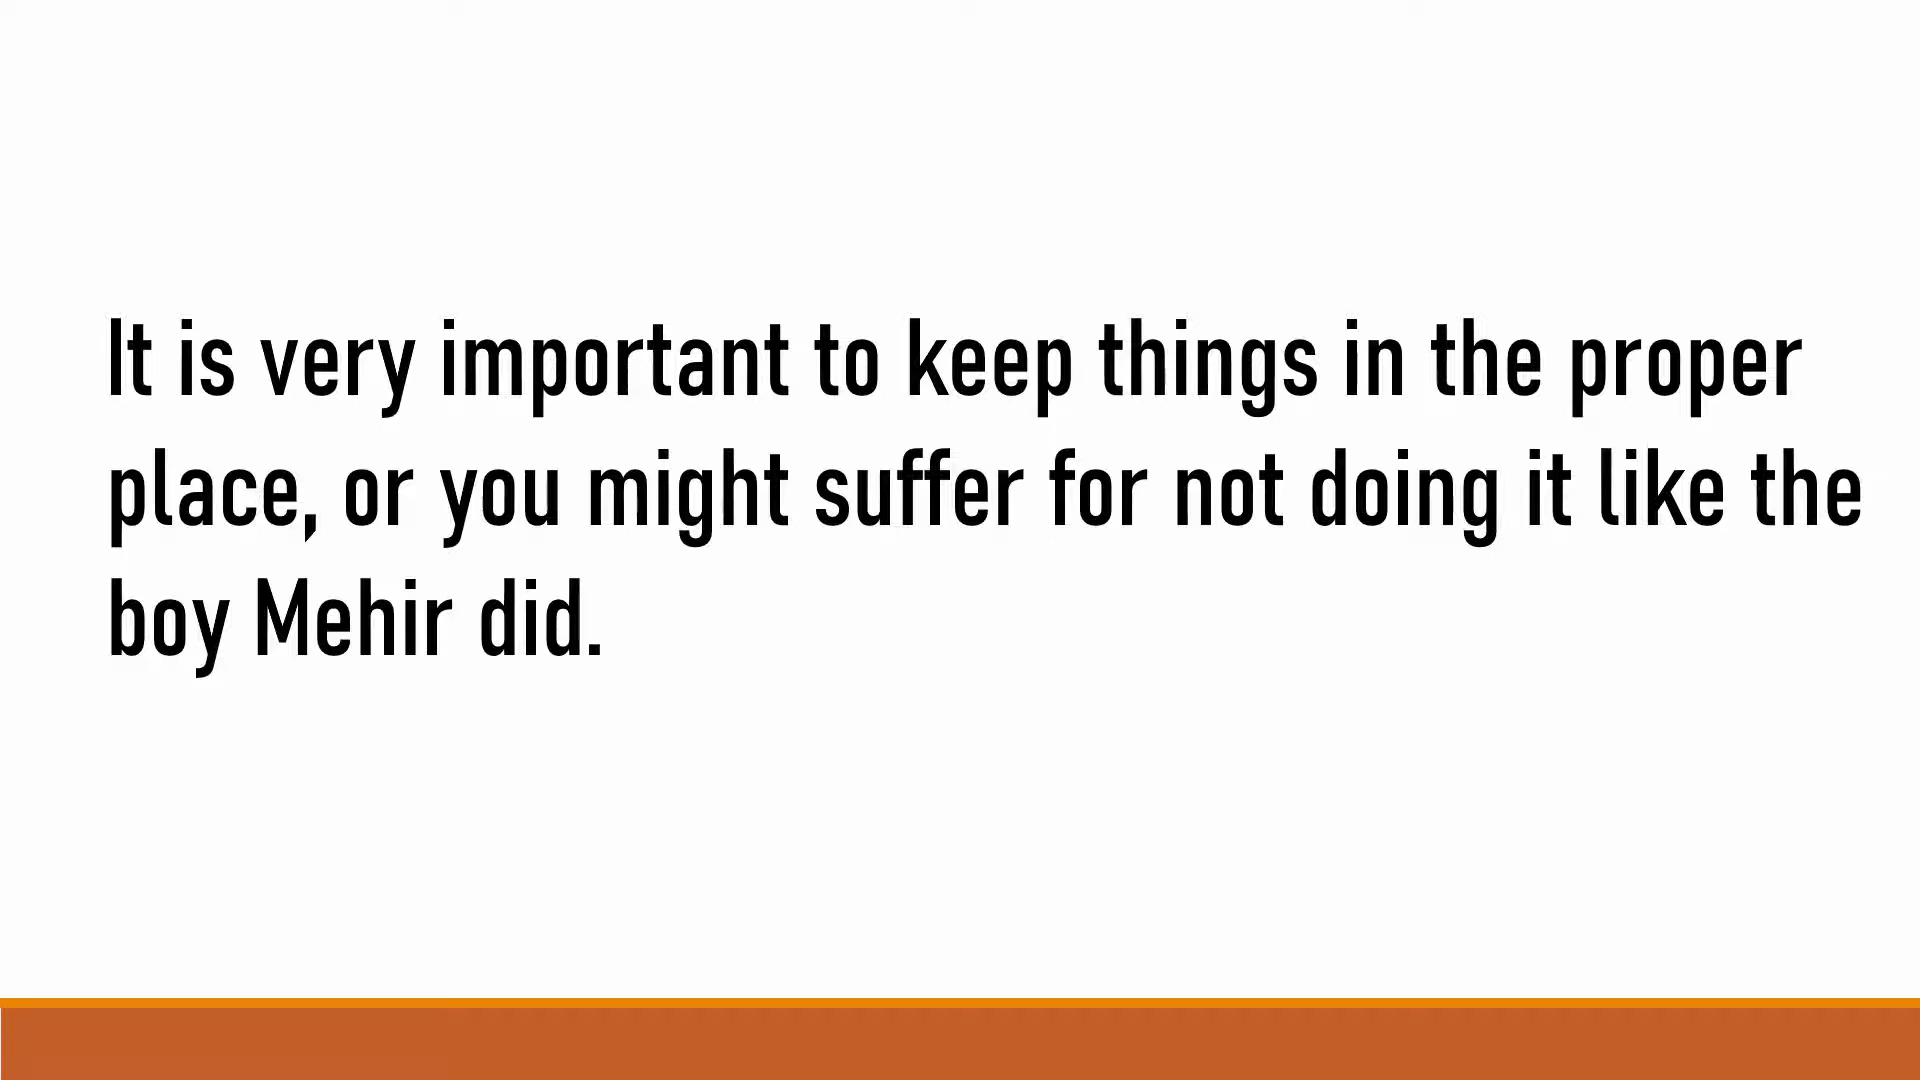 It is very important to keep things in the proper
place, or you might suffer for not doing it like the
boy Mehir did.